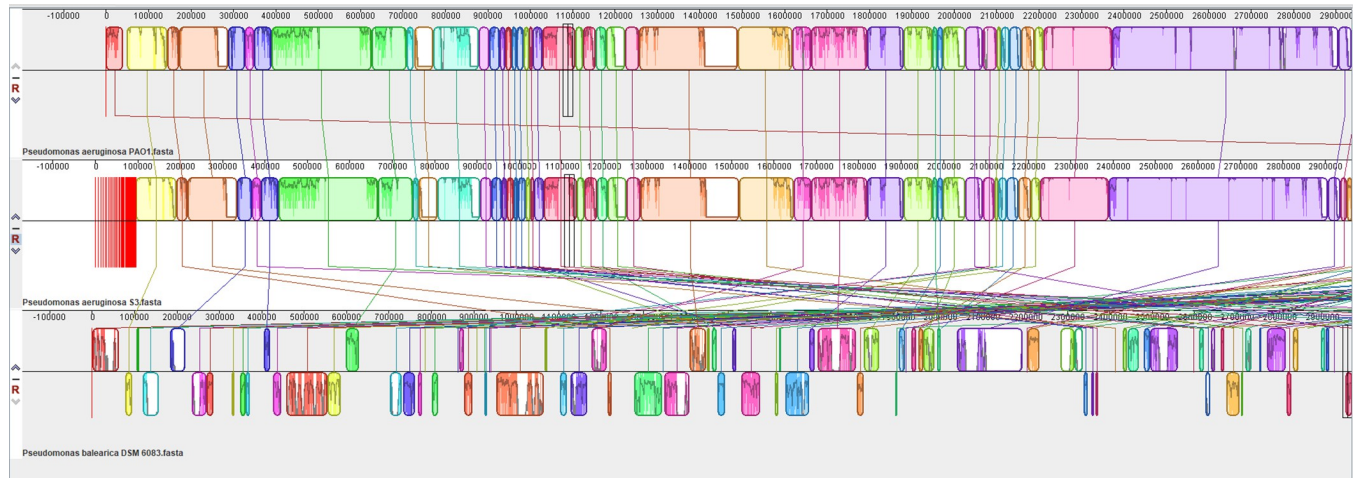 -100000 0 100000 200000 300000 400000 500000 600000 700000 800000 900000 1000000 1100000 1200000 1300000 1400000 1500000 1600000 1700000 1800000 1900000 2000000 2100000 2200000 2300000 2400000 2500000 2600000 2700000 2800000 2900000
R
Pseudomonas aeruginosa PAO1.fasta
-100000 0 100000 200000 300000 400000 500000 600000 700000 800000 900000 1000000 1100000 1200000 1300000 1400000 1500000 1600000 1700000 1800000 1900000 2000000 2100000 2200000 2300000 2400000 2500000 2600000 2700000 2800000 2900000
R
Pseudomonas aeruginosa S3.fasta
-100000 0 100000 200000 300000 400000 500000 600000 700000 800000 900000 1000000
R
Pseudomonas balearica DSM 6083.fasta